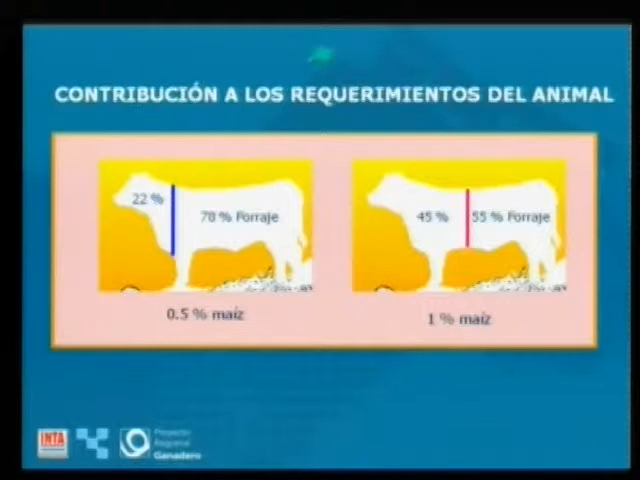 CONTRIBUCIÓN A LOS REQUERIMIENTOS DEL ANIMAL
22 %
78 % Forraje
45 %
55 % Forraje
0.5 % maíz
1 % maíz
INTA
Proyecto
Regional
Ganadero